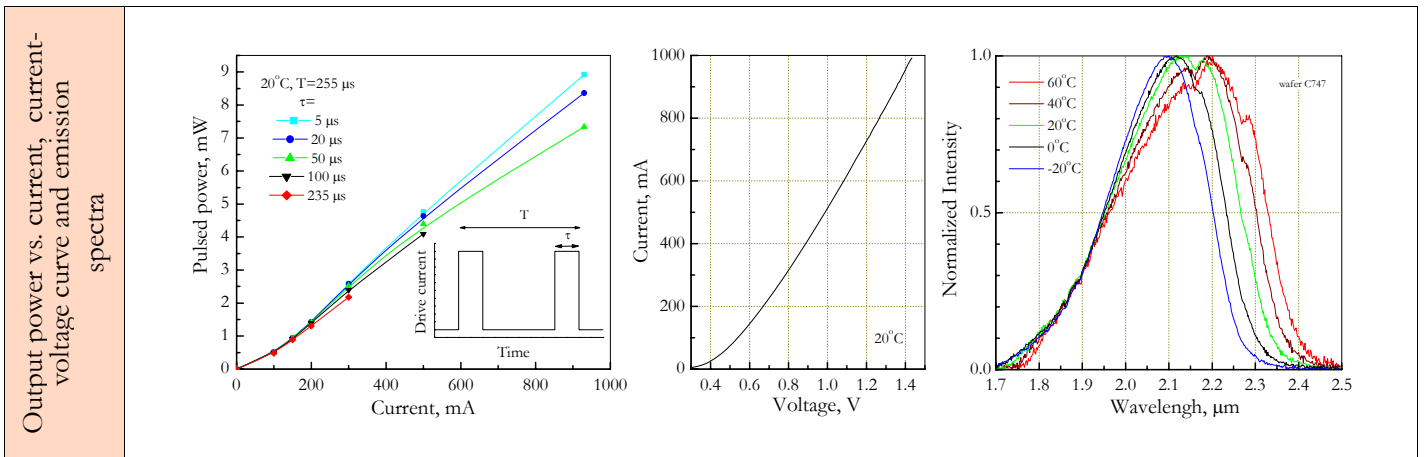 Output power vs. current, current-
voltage curve and emission
spectra
9
8
7
6
5
4
3
2
1
0
Pulsed power, mW
20°C, T=255 μs
τ=
5 μs
20 μs
50 μs
100 μs
235 μs
T
τ
Drive current
Time
0 200 400 600 800 1000
Current, mA
1000
800
600
400
200
0
Current, mA
20°C
0.4 0.6 0.8 1.0 1.2 1.4
Voltage, V
1.0
0.5
0.0
Normalized Intensity
60°C
40°C
20°C
0°C
-20°C
wafer C747
1.7 1.8 1.9 2.0 2.1 2.2 2.3 2.4 2.5
Wavelengh, μm